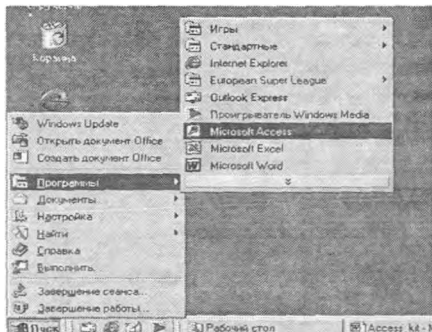 Корзина
Игры
Стандартные
Internet Explorer
European Super League
Outlook Express
Проигрыватель Windows Media
Microsoft Access
Microsoft Excel
Microsoft Word
Windows Update
Открыть документ Office
Создать документ Office
Программы
Документы
Настройка
Найти
Справка
Выполнить...
Завершение сеанса...
Завершение работы...
Пуск
Рабочий стол